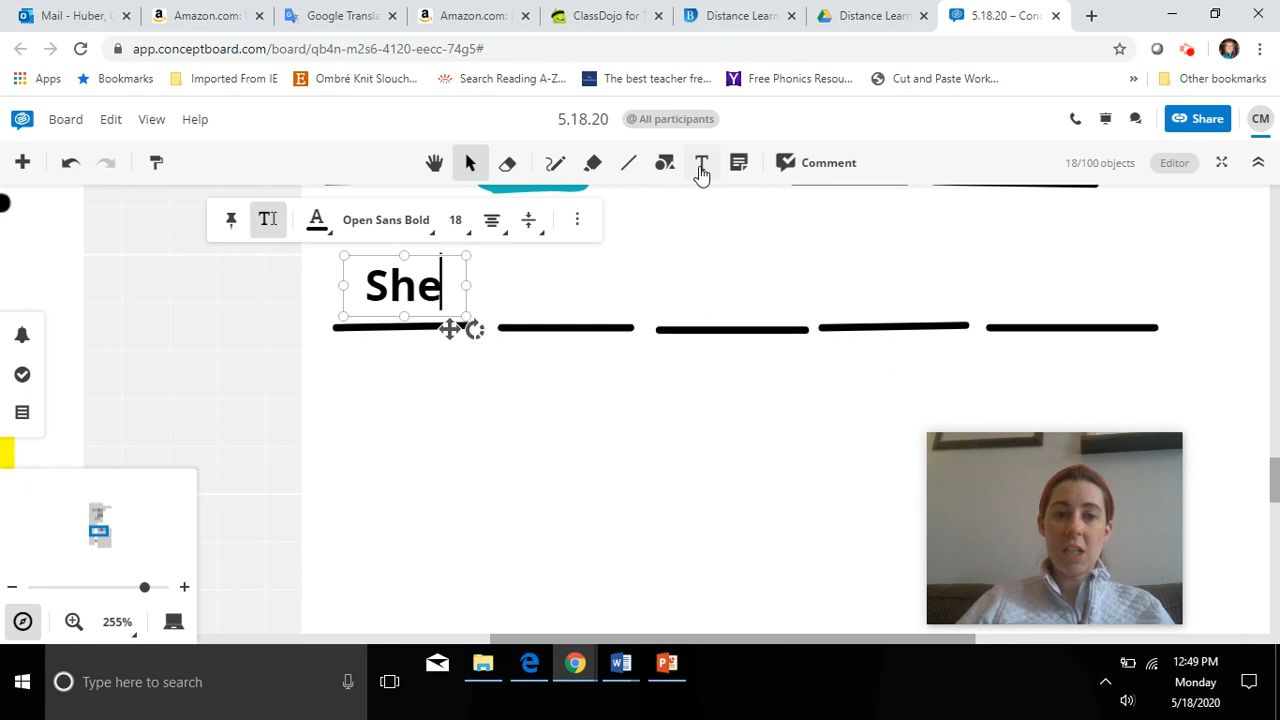 Mail - Huber, C
Amazon.com:
Google Transla
Amazon.com:
ClassDojo for T
Distance Learn
Distance Learn
5.18.20 – Conc
app.conceptboard.com/board/qb4n-m2s6-4120-eecc-74g5#
Apps
Bookmarks
Imported From IE
Ombré Knit Slouch...
Search Reading A-Z...
The best teacher fre...
Free Phonics Resou...
Cut and Paste Work...
»
Other bookmarks
Board Edit View Help
5.18.20
@ All participants
Share
CM
Comment
18/100 objects
Editor
Open Sans Bold 18
She
255%
Type here to search
12:49 PM
Monday
5/18/2020